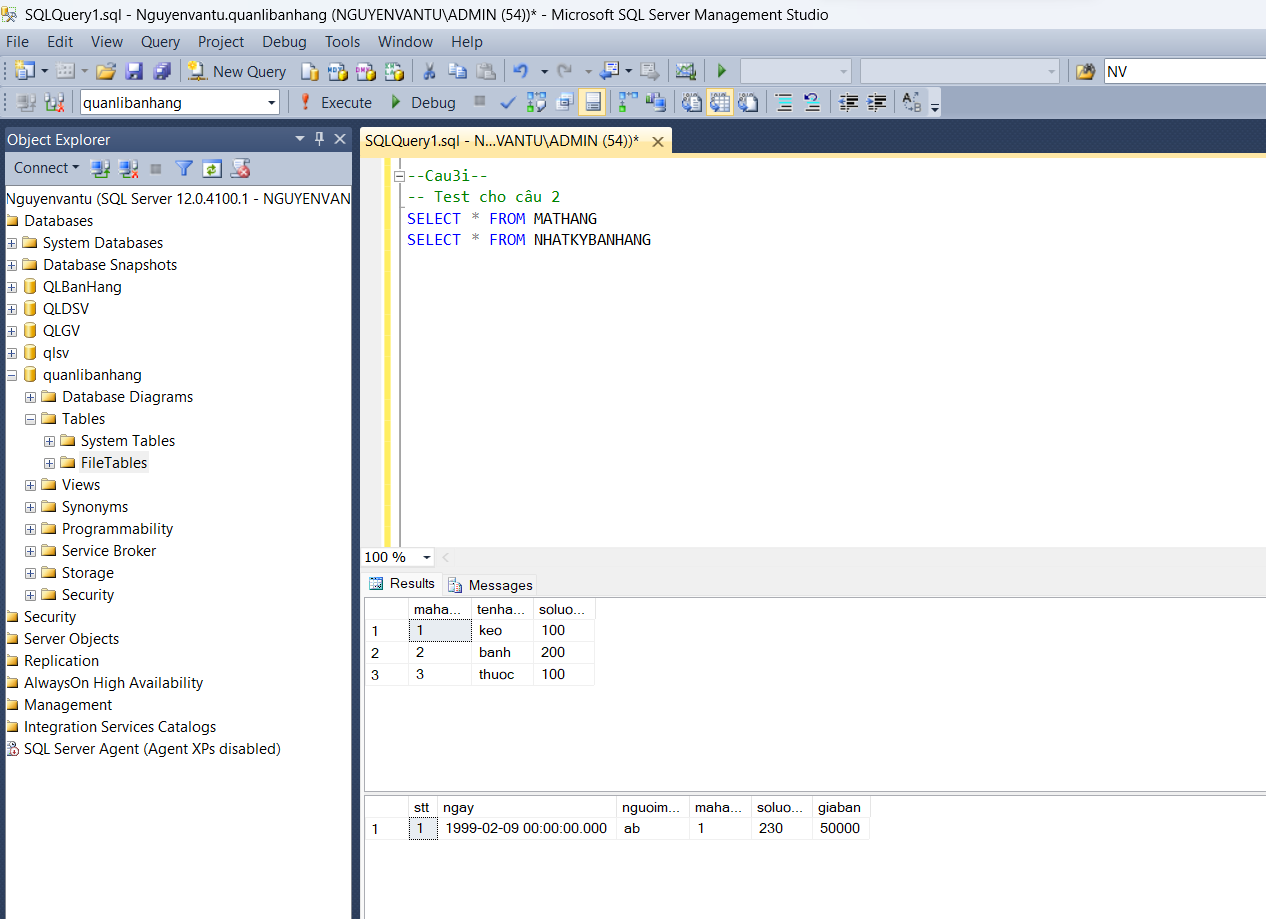 SQLQuery1.sql - Nguyenvantu.quanlibanhang (NGUYENVANTU\ADMIN (54))* - Microsoft SQL Server Management Studio
File Edit View Query Project Debug Tools Window Help
New Query NV
quanlibanhang Execute Debug
Object Explorer
Connect
Nguyenvantu (SQL Server 12.0.4100.1 - NGUYENVAN
Databases
System Databases
Database Snapshots
QLBanHang
QLDSV
QLGV
qlsv
quanlibanhang
Database Diagrams
Tables
System Tables
FileTables
Views
Synonyms
Programmability
Service Broker
Storage
Security
Security
Server Objects
Replication
AlwaysOn High Availability
Management
Integration Services Catalogs
SQL Server Agent (Agent XPs disabled)
SQLQuery1.sql - N...VANTU\ADMIN (54))*
--Cau3i--
-- Test cho câu 2
SELECT * FROM MATHANG
SELECT * FROM NHATKYBANHANG
100 %
Results Messages
maha... tenha... soluo...
1 1 keo 100
2 2 banh 200
3 3 thuoc 100
stt ngay nguoim... maha... soluo... giaban
1 1 1999-02-09 00:00:00.000 ab 1 230 50000